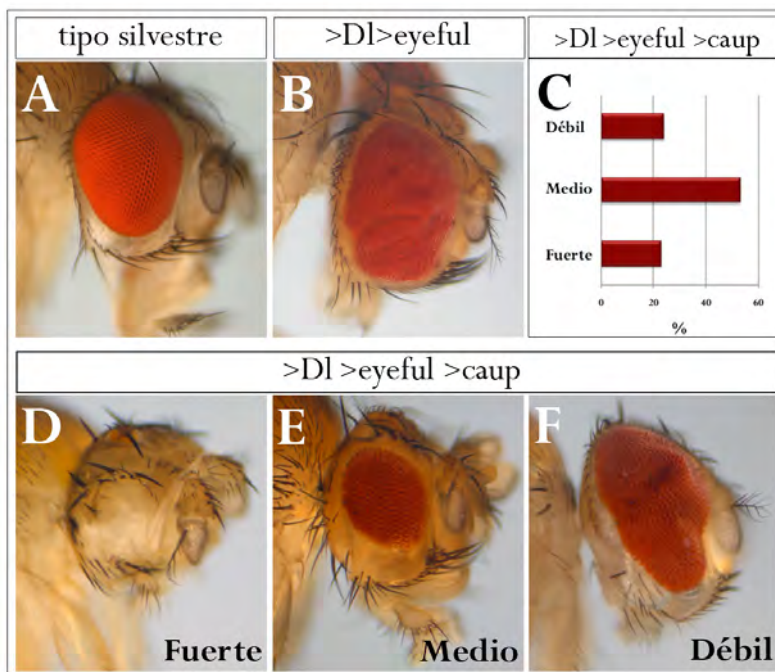 tipo silvestre
>Dl>eyeful
>Dl >eyeful >caup
A
B
C
Débil
Medio
Fuerte
0 20 40 60
%
>Dl >eyeful >caup
D
E
F
Fuerte
Medio
Débil